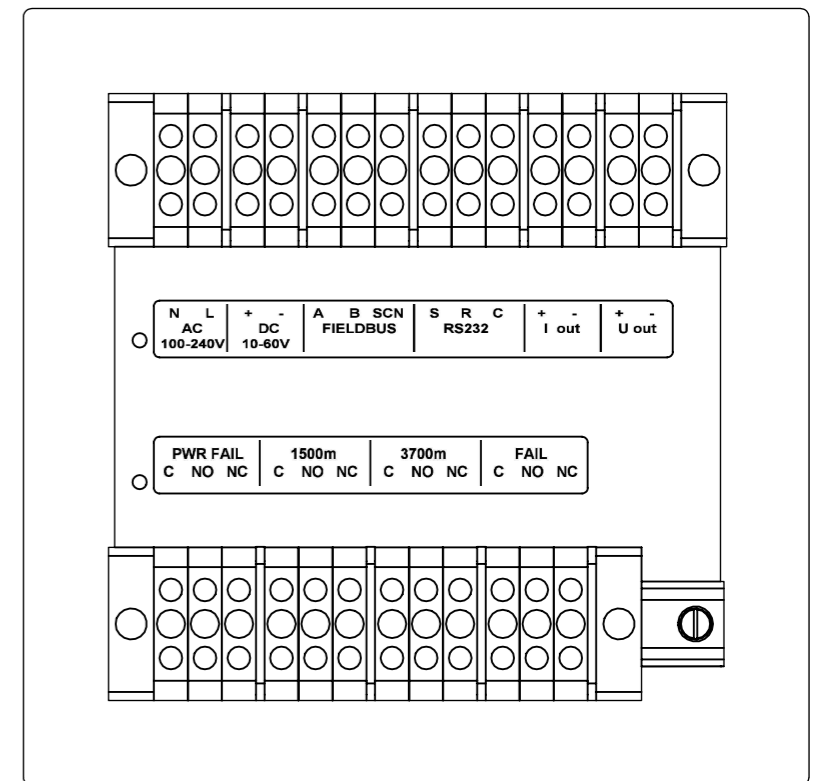 N L + - A B SCN S R C + - + -
AC DC FIELDBUS RS232 I out U out
100-240V 10-60V
PWR FAIL 1500m 3700m FAIL
C NO NC C NO NC C NO NC C NO NC